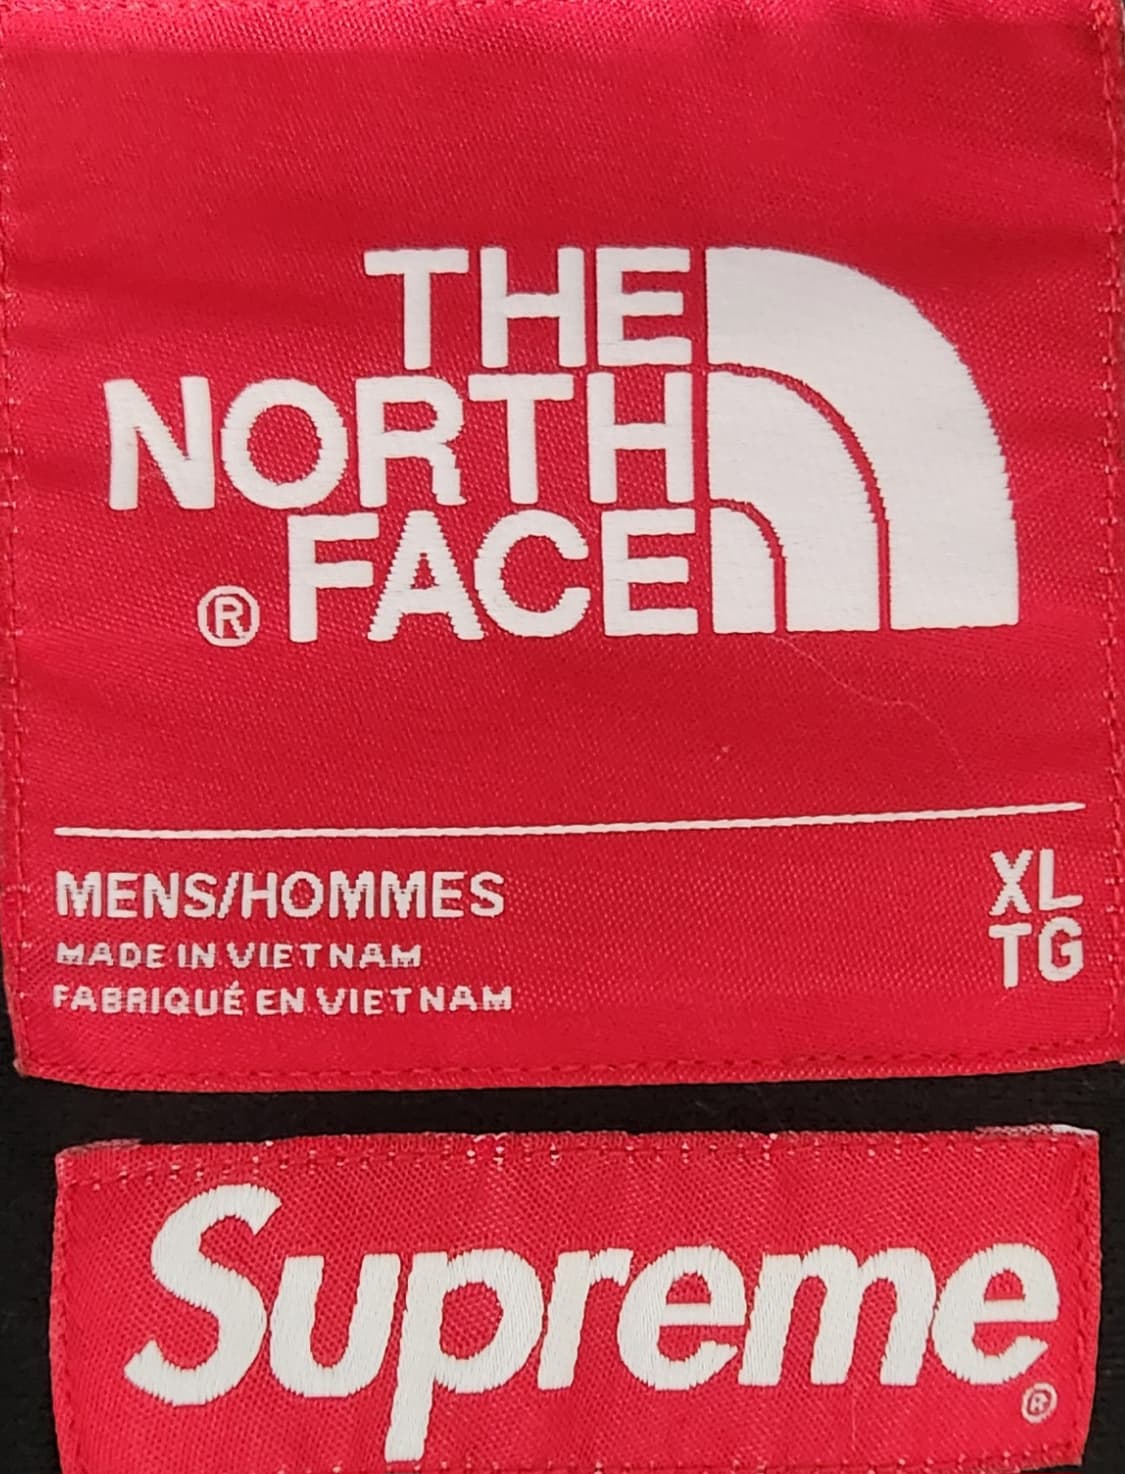 THE
NORTH
® FACE
MENS/HOMMES
MADE IN VIETNAM
FABRIQUÉ EN VIETNAM
XL
TG
Supreme®